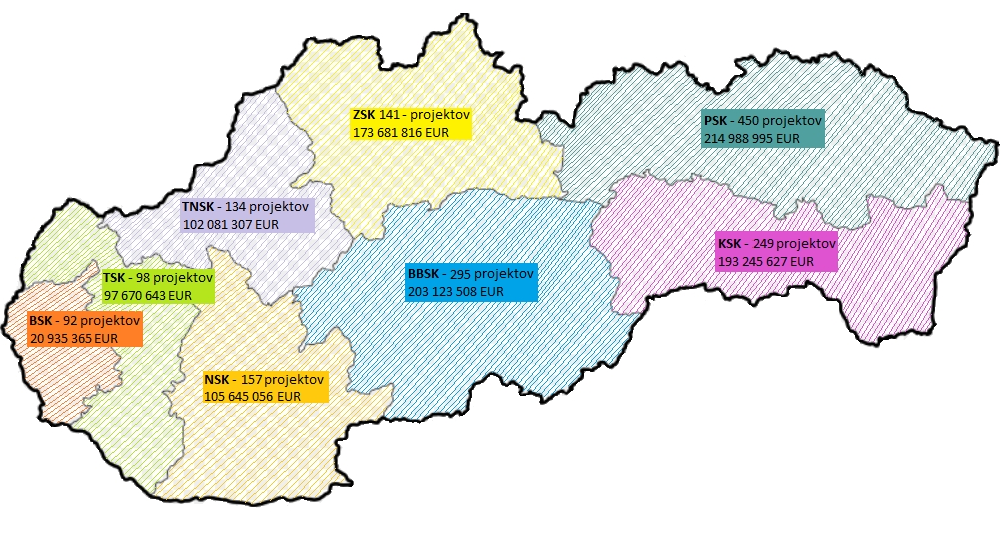 ZSK 141 - projektov
173 681 816 EUR
PSK - 450 projektov
214 988 995 EUR
TNSK - 134 projektov
102 081 307 EUR
KSK - 249 projektov
193 245 627 EUR
BBSK - 295 projektov
203 123 508 EUR
TSK - 98 projektov
97 670 643 EUR
BSK - 92 projektov
20 935 365 EUR
NSK - 157 projektov
105 645 056 EUR